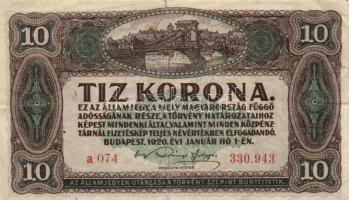 10 10
TIZ KORONA.
EZ AZ ÁLLAMJEGY A MELY MAGYARORSZÁG FÜGGŐ
ADÓSSÁGÁNAK RÉSZE, A TÖRVÉNY HATÁROZATAIHOZ
KÉPEST MINDENKI ÁLTAL, VALAMINT MINDEN KÖZPÉNZ-
TÁRNÁL FIZETÉSKÉP TELJES NÉVÉRTÉKBEN ELFOGADANDÓ.
BUDAPEST, 1920. ÉVI JANUÁR HÓ 1-ÉN.
a 074 330.943
PÉNZÜGYMINISZTER
10 10
AZ ÁLLAMJEGYEK UTÁNZÁSA A TÖRVÉNY SZERINT BÜNTETTETIK.